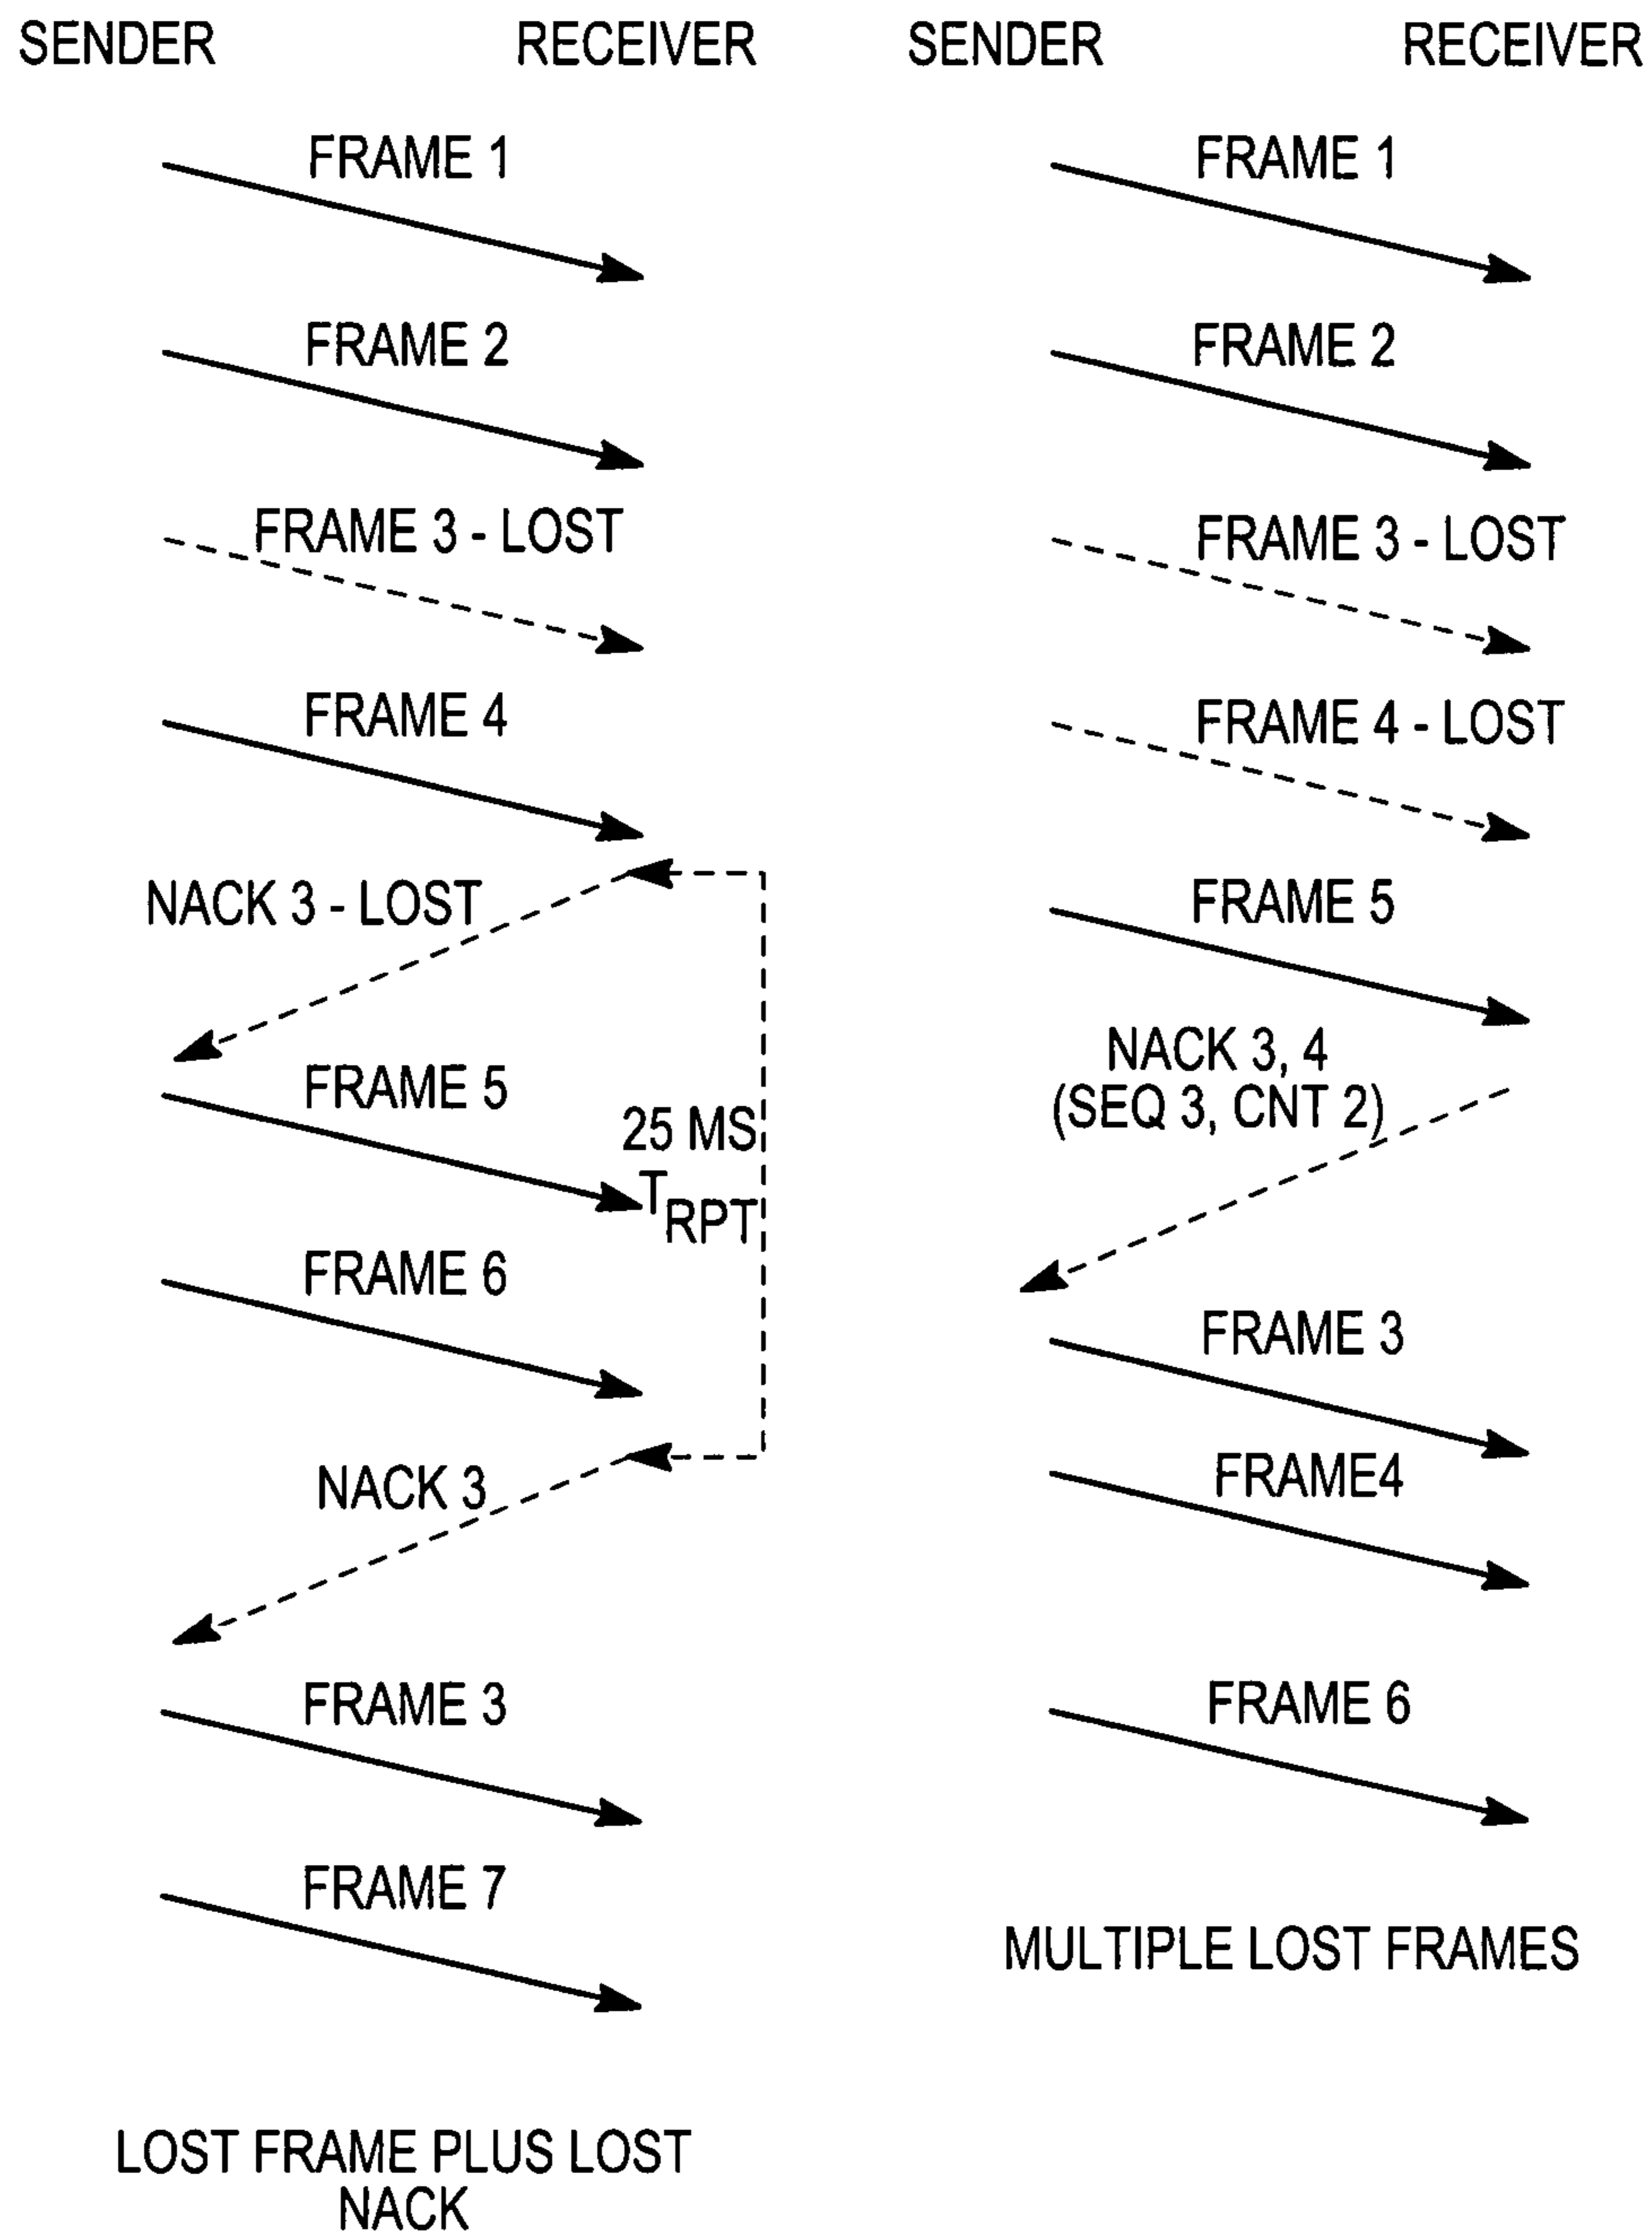 SENDER
RECEIVER
FRAME 1
FRAME 2
FRAME 3 - LOST
FRAME 4
NACK 3 - LOST
FRAME 5
25 MS
TRPT
FRAME 6
NACK 3
FRAME 3
FRAME 7
LOST FRAME PLUS LOST
NACK
SENDER
RECEIVER
FRAME 1
FRAME 2
FRAME 3 - LOST
FRAME 4 - LOST
FRAME 5
NACK 3, 4
(SEQ 3, CNT 2)
FRAME 3
FRAME4
FRAME 6
MULTIPLE LOST FRAMES